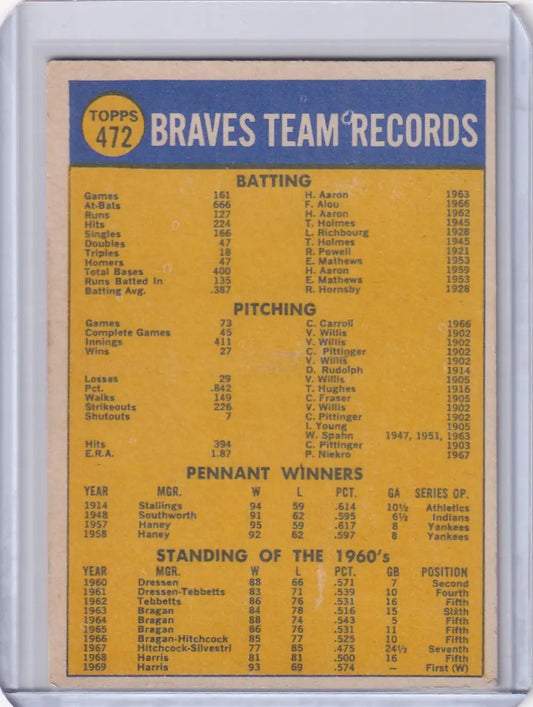 TOPPS
472
BRAVES TEAM RECORDS
BATTING
Games 161 H. Aaron 1963
At-Bats 666 F. Alou 1966
Runs 127 H. Aaron 1962
Hits 224 T. Holmes 1945
Singles 166 L. Richbourg 1928
Doubles 47 T. Holmes 1945
Triples 18 R. Powell 1921
Homers 47 E. Mathews 1953
Total Bases 400 H. Aaron 1959
Runs Batted In 135 E. Mathews 1953
Batting Avg. .387 R. Hornsby 1928
PITCHING
Games 73 C. Carroll 1966
Complete Games 45 V. Willis 1902
Innings 411 V. Willis 1902
Wins 27 C. Pittinger 1902
V. Willis 1902
D. Rudolph 1914
Losses 29 V. Willis 1905
Pct. .842 T. Hughes 1916
Walks 149 C. Fraser 1905
Strikeouts 226 V. Willis 1902
Shutouts 7 C. Pittinger 1902
I. Young 1905
W. Spahn 1947, 1951, 1963
Hits 394 C. Pittinger 1903
E.R.A. 1.87 P. Niekro 1967
PENNANT WINNERS
YEAR MGR. W L PCT. GA SERIES OP.
1914 Stallings 94 59 .614 10½ Athletics
1948 Southworth 91 62 .595 6½ Indians
1957 Haney 95 59 .617 8 Yankees
1958 Haney 92 62 .597 8 Yankees
STANDING OF THE 1960's
YEAR MGR. W L PCT. GB POSITION
1960 Dressen 88 66 .571 7 Second
1961 Dressen-Tebbetts 83 71 .539 10 Fourth
1962 Tebbetts 86 76 .531 16 Fifth
1963 Bragan 84 78 .516 15 Sixth
1964 Bragan 88 74 .543 5 Fifth
1965 Bragan 86 76 .531 11 Fifth
1966 Bragan-Hitchcock 85 77 .525 10 Fifth
1967 Hitchcock-Silvestri 77 85 .475 24½ Seventh
1968 Harris 81 81 .500 16 Fifth
1969 Harris 93 69 .574 — First (W)